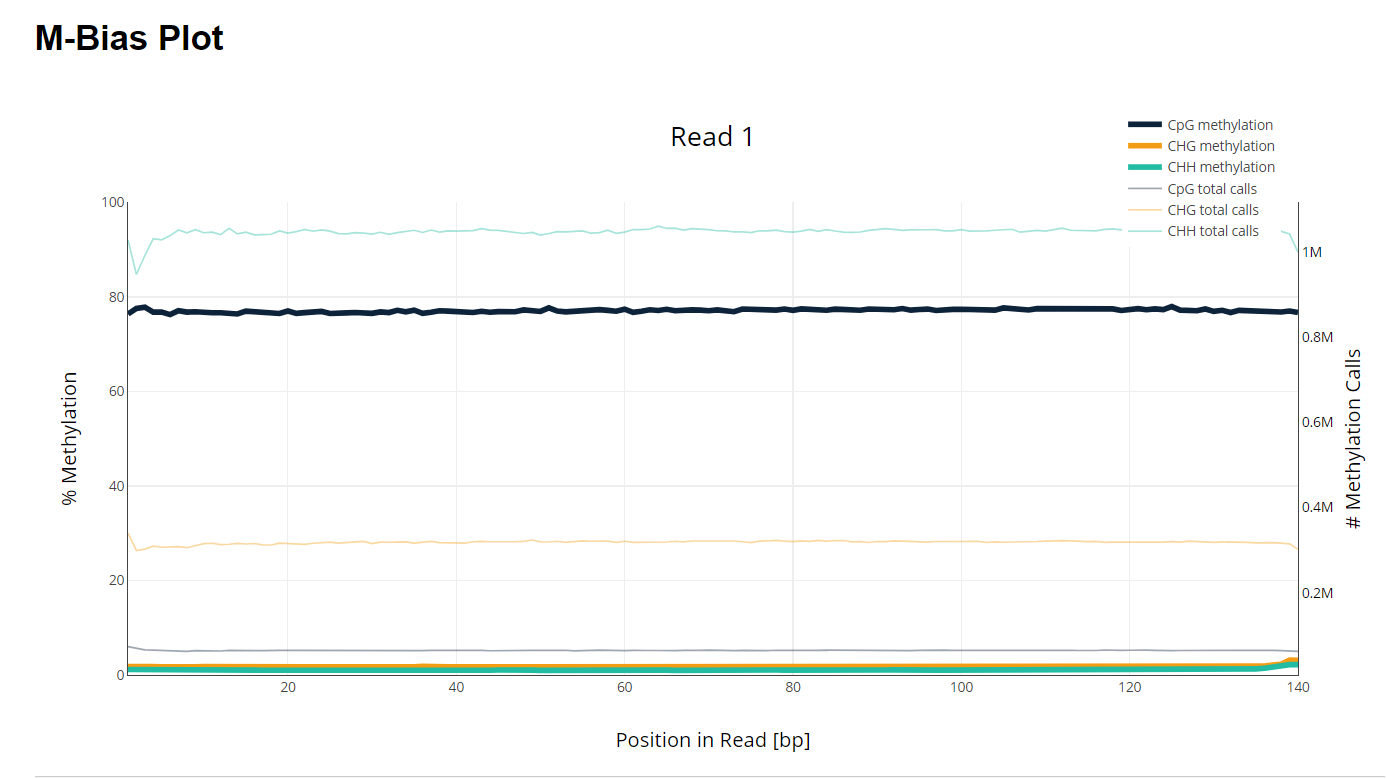 M-Bias Plot
Read 1
CpG methylation
CHG methylation
CHH methylation
CpG total calls
CHG total calls
CHH total calls
100
80
60
40
20
0
% Methylation
1M
0.8M
0.6M
0.4M
0.2M
# Methylation Calls
20 40 60 80 100 120 140
Position in Read [bp]